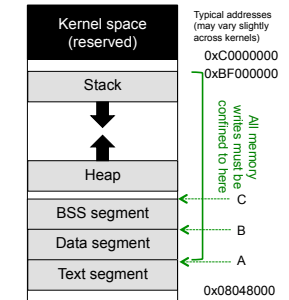 Kernel space
(reserved)
Typical addresses
(may vary slightly
across kernels)
0xC0000000
0xBF000000
Stack
All memory
writes must be
confined to here
Heap
C
BSS segment
B
Data segment
A
Text segment
0x08048000